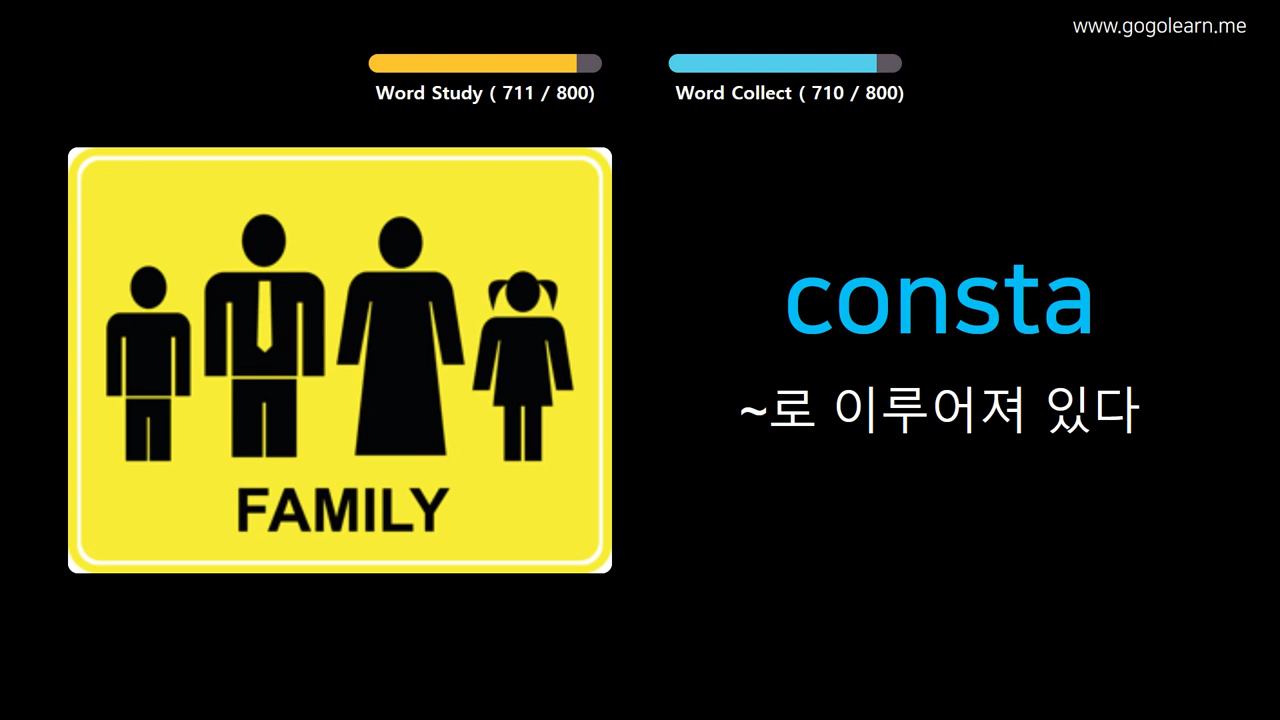 www.gogolearn.me
Word Study ( 711 / 800)
Word Collect ( 710 / 800)
FAMILY
consta
~로 이루어져 있다